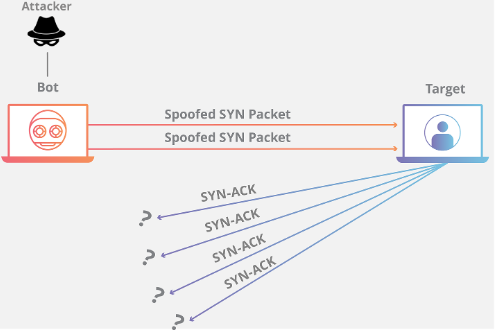 Attacker
Bot
Target
Spoofed SYN Packet
Spoofed SYN Packet
SYN-ACK
?
SYN-ACK
?
SYN-ACK
?
SYN-ACK
?